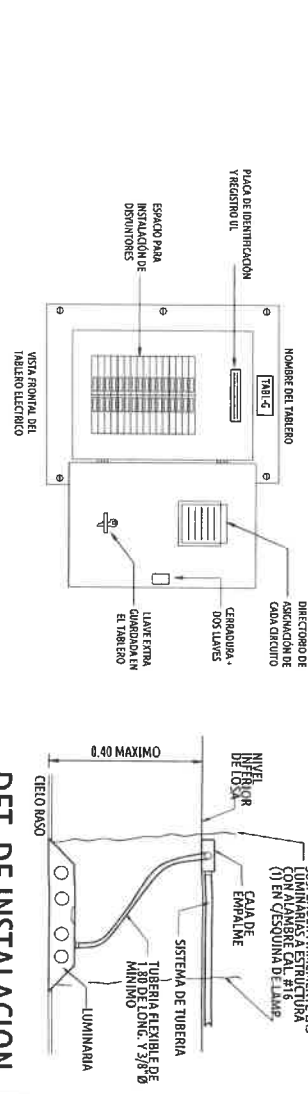 NOMBRE DEL TABLERO
TABL-G
PLACA DE IDENTIFICACIÓN
Y REGISTRO UL
ESPACIO PARA
INSTALACIÓN DE
DISYUNTORES
VISTA FRONTAL DEL
TABLERO ELECTRICO
DIRECTORIO DE
ASIGNACIÓN DE
CADA CIRCUITO
CERRADURA +
DOS LLAVES
LLAVE EXTRA
GUARDADA EN
EL TABLERO
LUMINARIAS A ESTRUCTURA
CON ALAMBRE CAL. #16
(1) EN C/ESQUINA DE LAMP.
NIVEL
INFERIOR
DE LOSA
CAJA DE
EMPALME
SISTEMA DE TUBERIA
0.40 MAXIMO
TUBERIA FLEXIBLE DE
1.80 DE LONG. Y 3/8"Ø
MÍNIMO
LUMINARIA
CIELO RASO
DET. DE INSTALACION